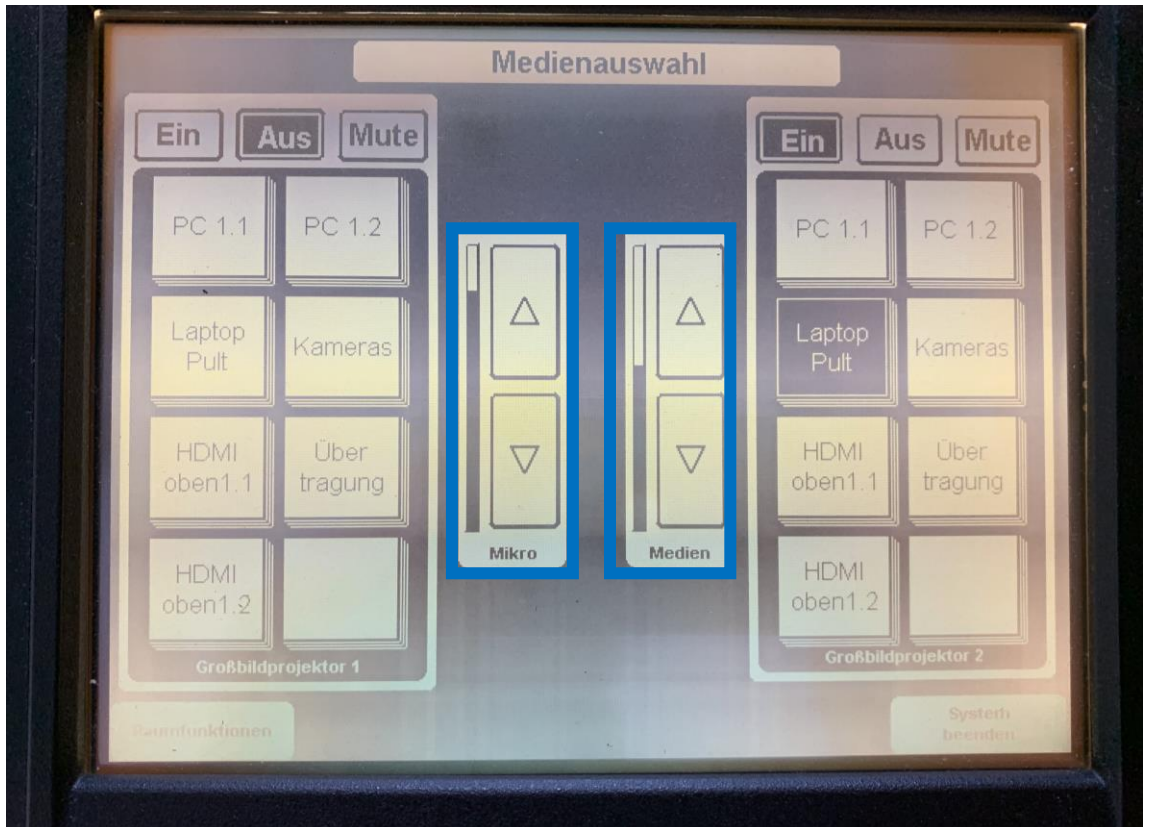 Medienauswahl
Ein Aus Mute
PC 1.1 PC 1.2
Laptop
Pult
Kameras
HDMI
oben1.1
Über
tragung
HDMI
oben1.2
Großbildprojektor 1
Mikro
Medien
Ein Aus Mute
PC 1.1 PC 1.2
Laptop
Pult
Kameras
HDMI
oben1.1
Über
tragung
HDMI
oben1.2
Großbildprojektor 2
Raumfunktionen
System
beenden